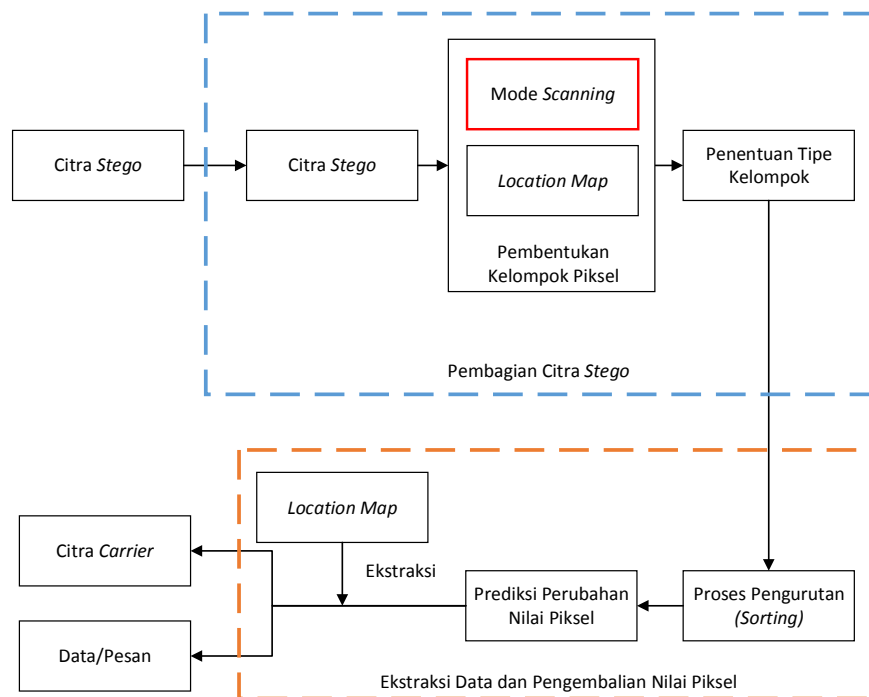 Mode Scanning
Citra Stego
Citra Stego
Location Map
Penentuan Tipe
Kelompok
Pembentukan
Kelompok Piksel
Pembagian Citra Stego
Location Map
Citra Carrier
Ekstraksi
Prediksi Perubahan
Nilai Piksel
Proses Pengurutan
(Sorting)
Data/Pesan
Ekstraksi Data dan Pengembalian Nilai Piksel